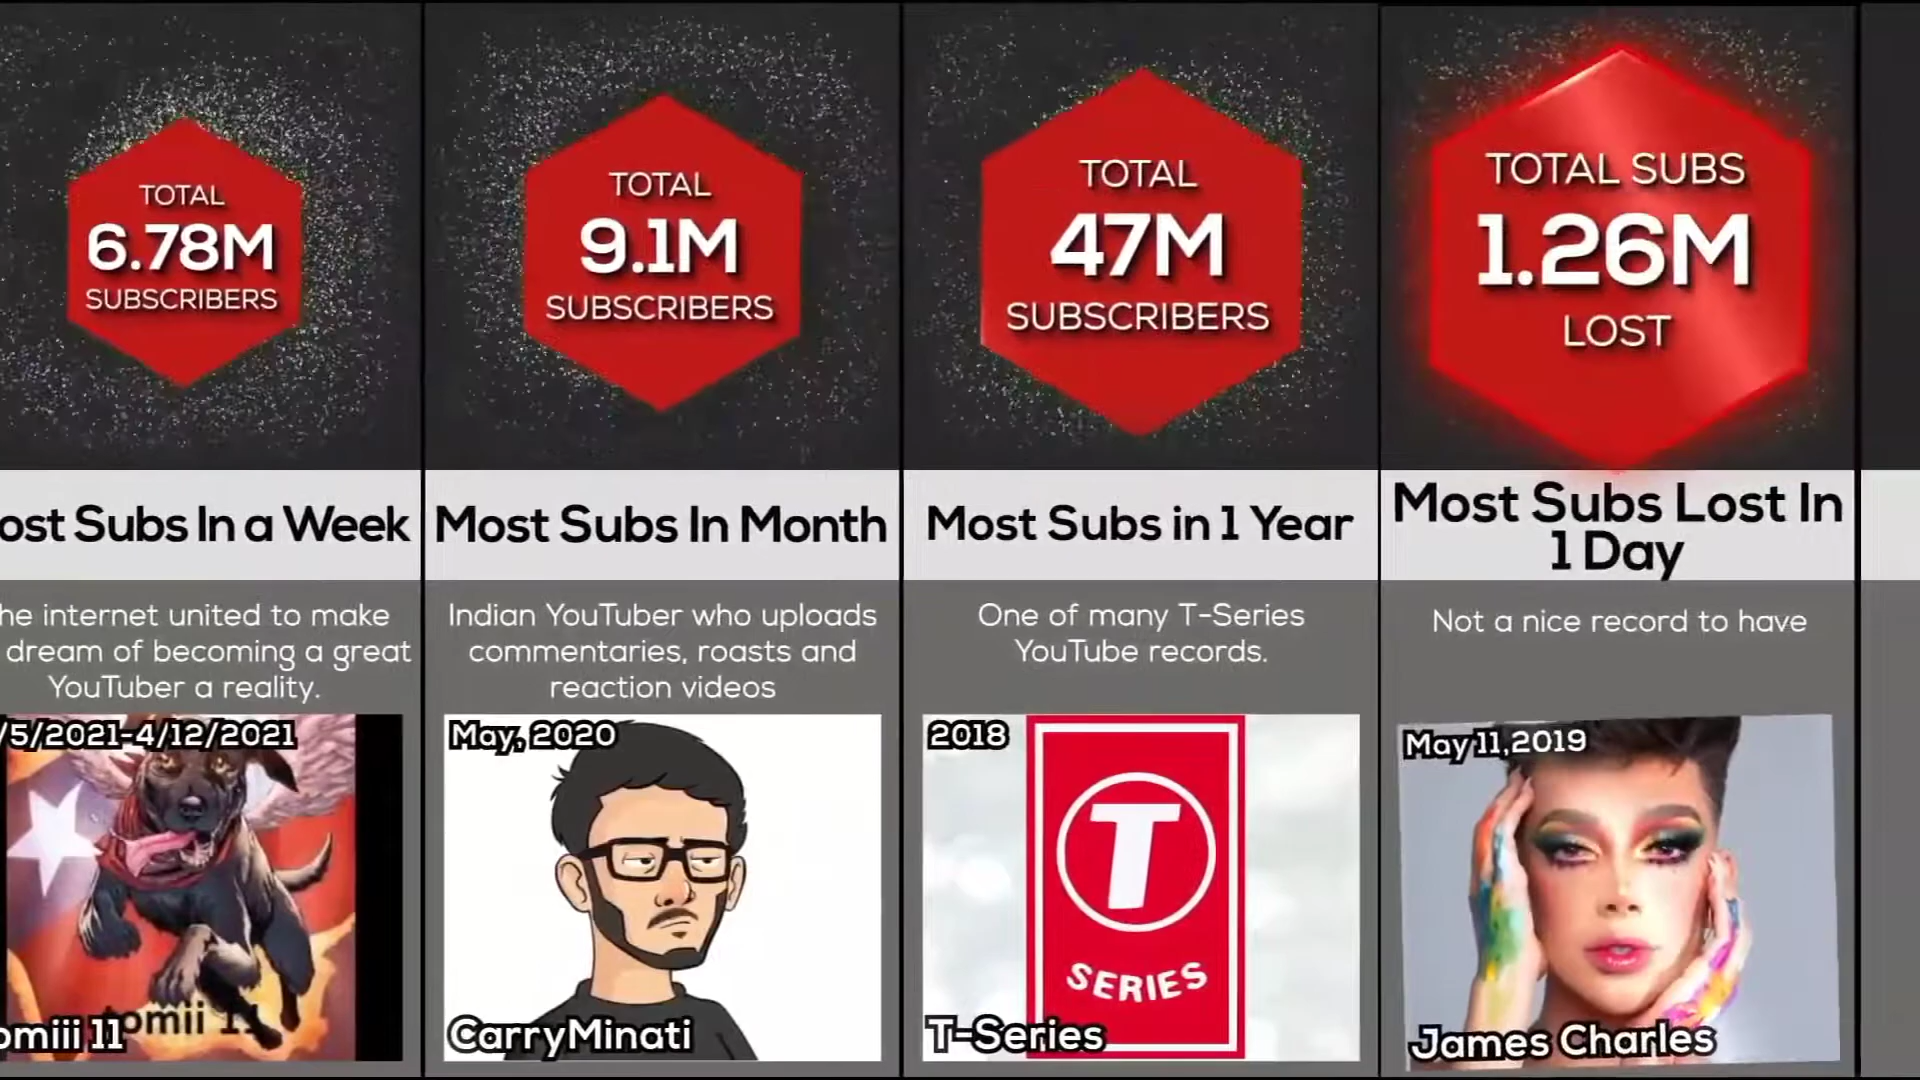 TOTAL
6.78M
SUBSCRIBERS
ost Subs In a Week
he internet united to make
dream of becoming a great
YouTuber a reality.
/5/2021-4/12/2021
omii 11
omiii 11
TOTAL
9.1M
SUBSCRIBERS
Most Subs In Month
Indian YouTuber who uploads
commentaries, roasts and
reaction videos
May, 2020
CarryMinati
TOTAL
47M
SUBSCRIBERS
Most Subs in 1 Year
One of many T-Series
YouTube records.
2018
T
SERIES
T-Series
TOTAL SUBS
1.26M
LOST
Most Subs Lost In
1 Day
Not a nice record to have
May 11,2019
James Charles